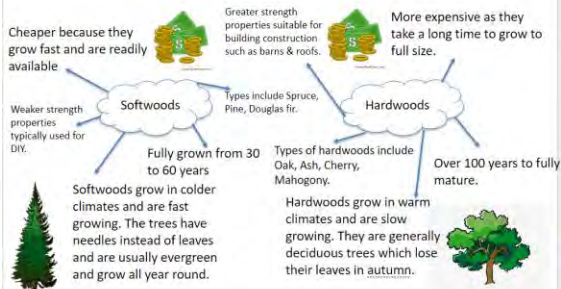 Cheaper because they
grow fast and are readily
available
Greater strength
properties suitable for
building construction
such as barns & roofs.
More expensive as they
take a long time to grow to
full size.
Softwoods
Types include Spruce,
Pine, Douglas fir.
Hardwoods
Weaker strength
properties
typically used for
DIY.
Fully grown from 30
to 60 years
Types of hardwoods include
Oak, Ash, Cherry,
Mahogony.
Over 100 years to fully
mature.
Softwoods grow in colder
climates and are fast
growing. The trees have
needles instead of leaves
and are usually evergreen
and grow all year round.
Hardwoods grow in warm
climates and are slow
growing. They are generally
deciduous trees which lose
their leaves in autumn.